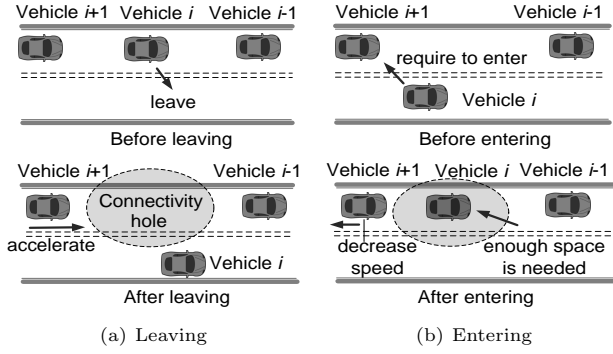 Vehicle i+1 Vehicle i Vehicle i-1
leave
Before leaving
Vehicle i+1 Vehicle i-1
Connectivity
hole
accelerate
Vehicle i
After leaving
(a) Leaving
Vehicle i+1 Vehicle i-1
require to enter
Vehicle i
Before entering
Vehicle i+1 Vehicle i Vehicle i-1
decrease
speed
enough space
is needed
After entering
(b) Entering